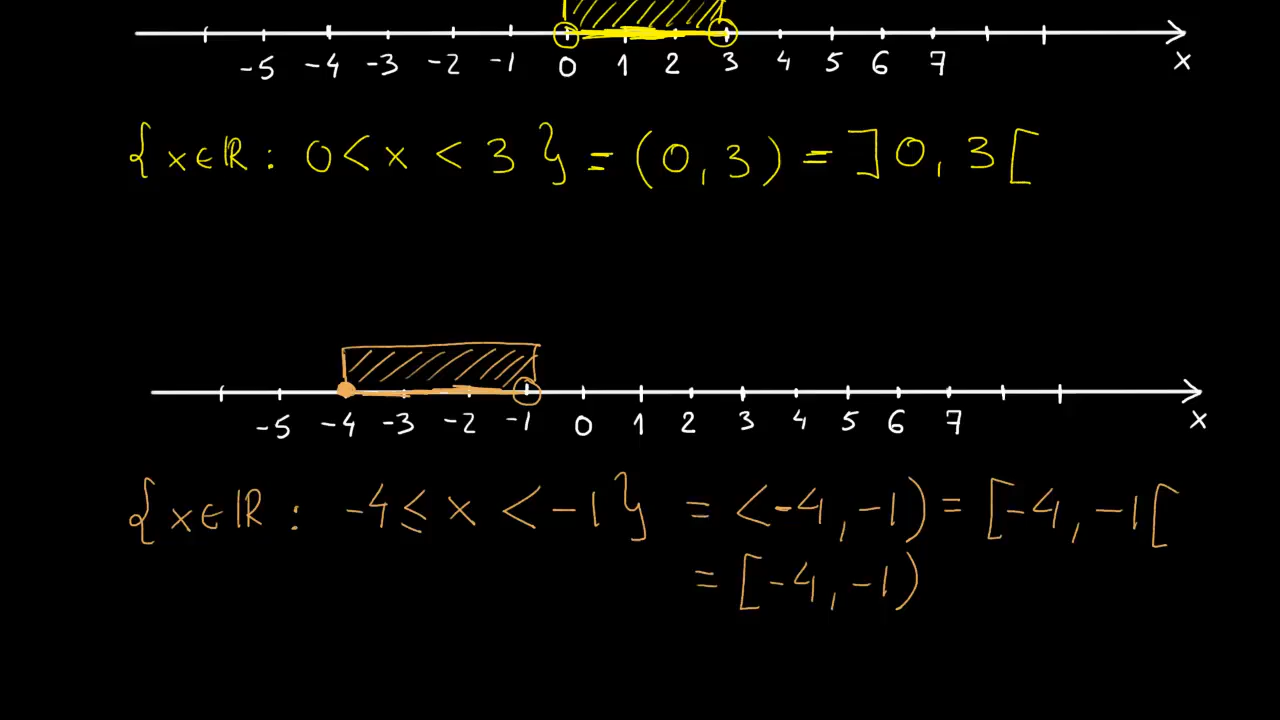 -5 -4 -3 -2 -1 0 1 2 3 4 5 6 7 x
{x∈ℝ: 0<x<3} = (0,3) = ]0,3[
-5 -4 -3 -2 -1 0 1 2 3 4 5 6 7 x
{x∈ℝ: -4≤x<-1} = <-4,-1) = [-4,-1[
= [-4,-1)